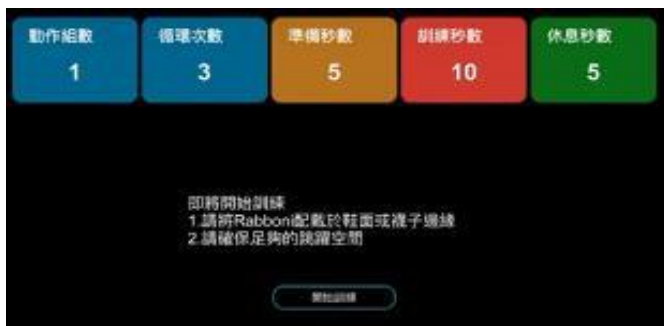 動作組數
循環次數
準備秒數
訓練秒數
休息秒數
1
3
5
10
5
即將開始訓練
1.請將Rabboni配戴於鞋面或襪子邊緣
2.請確保足夠的跳躍空間
開始訓練